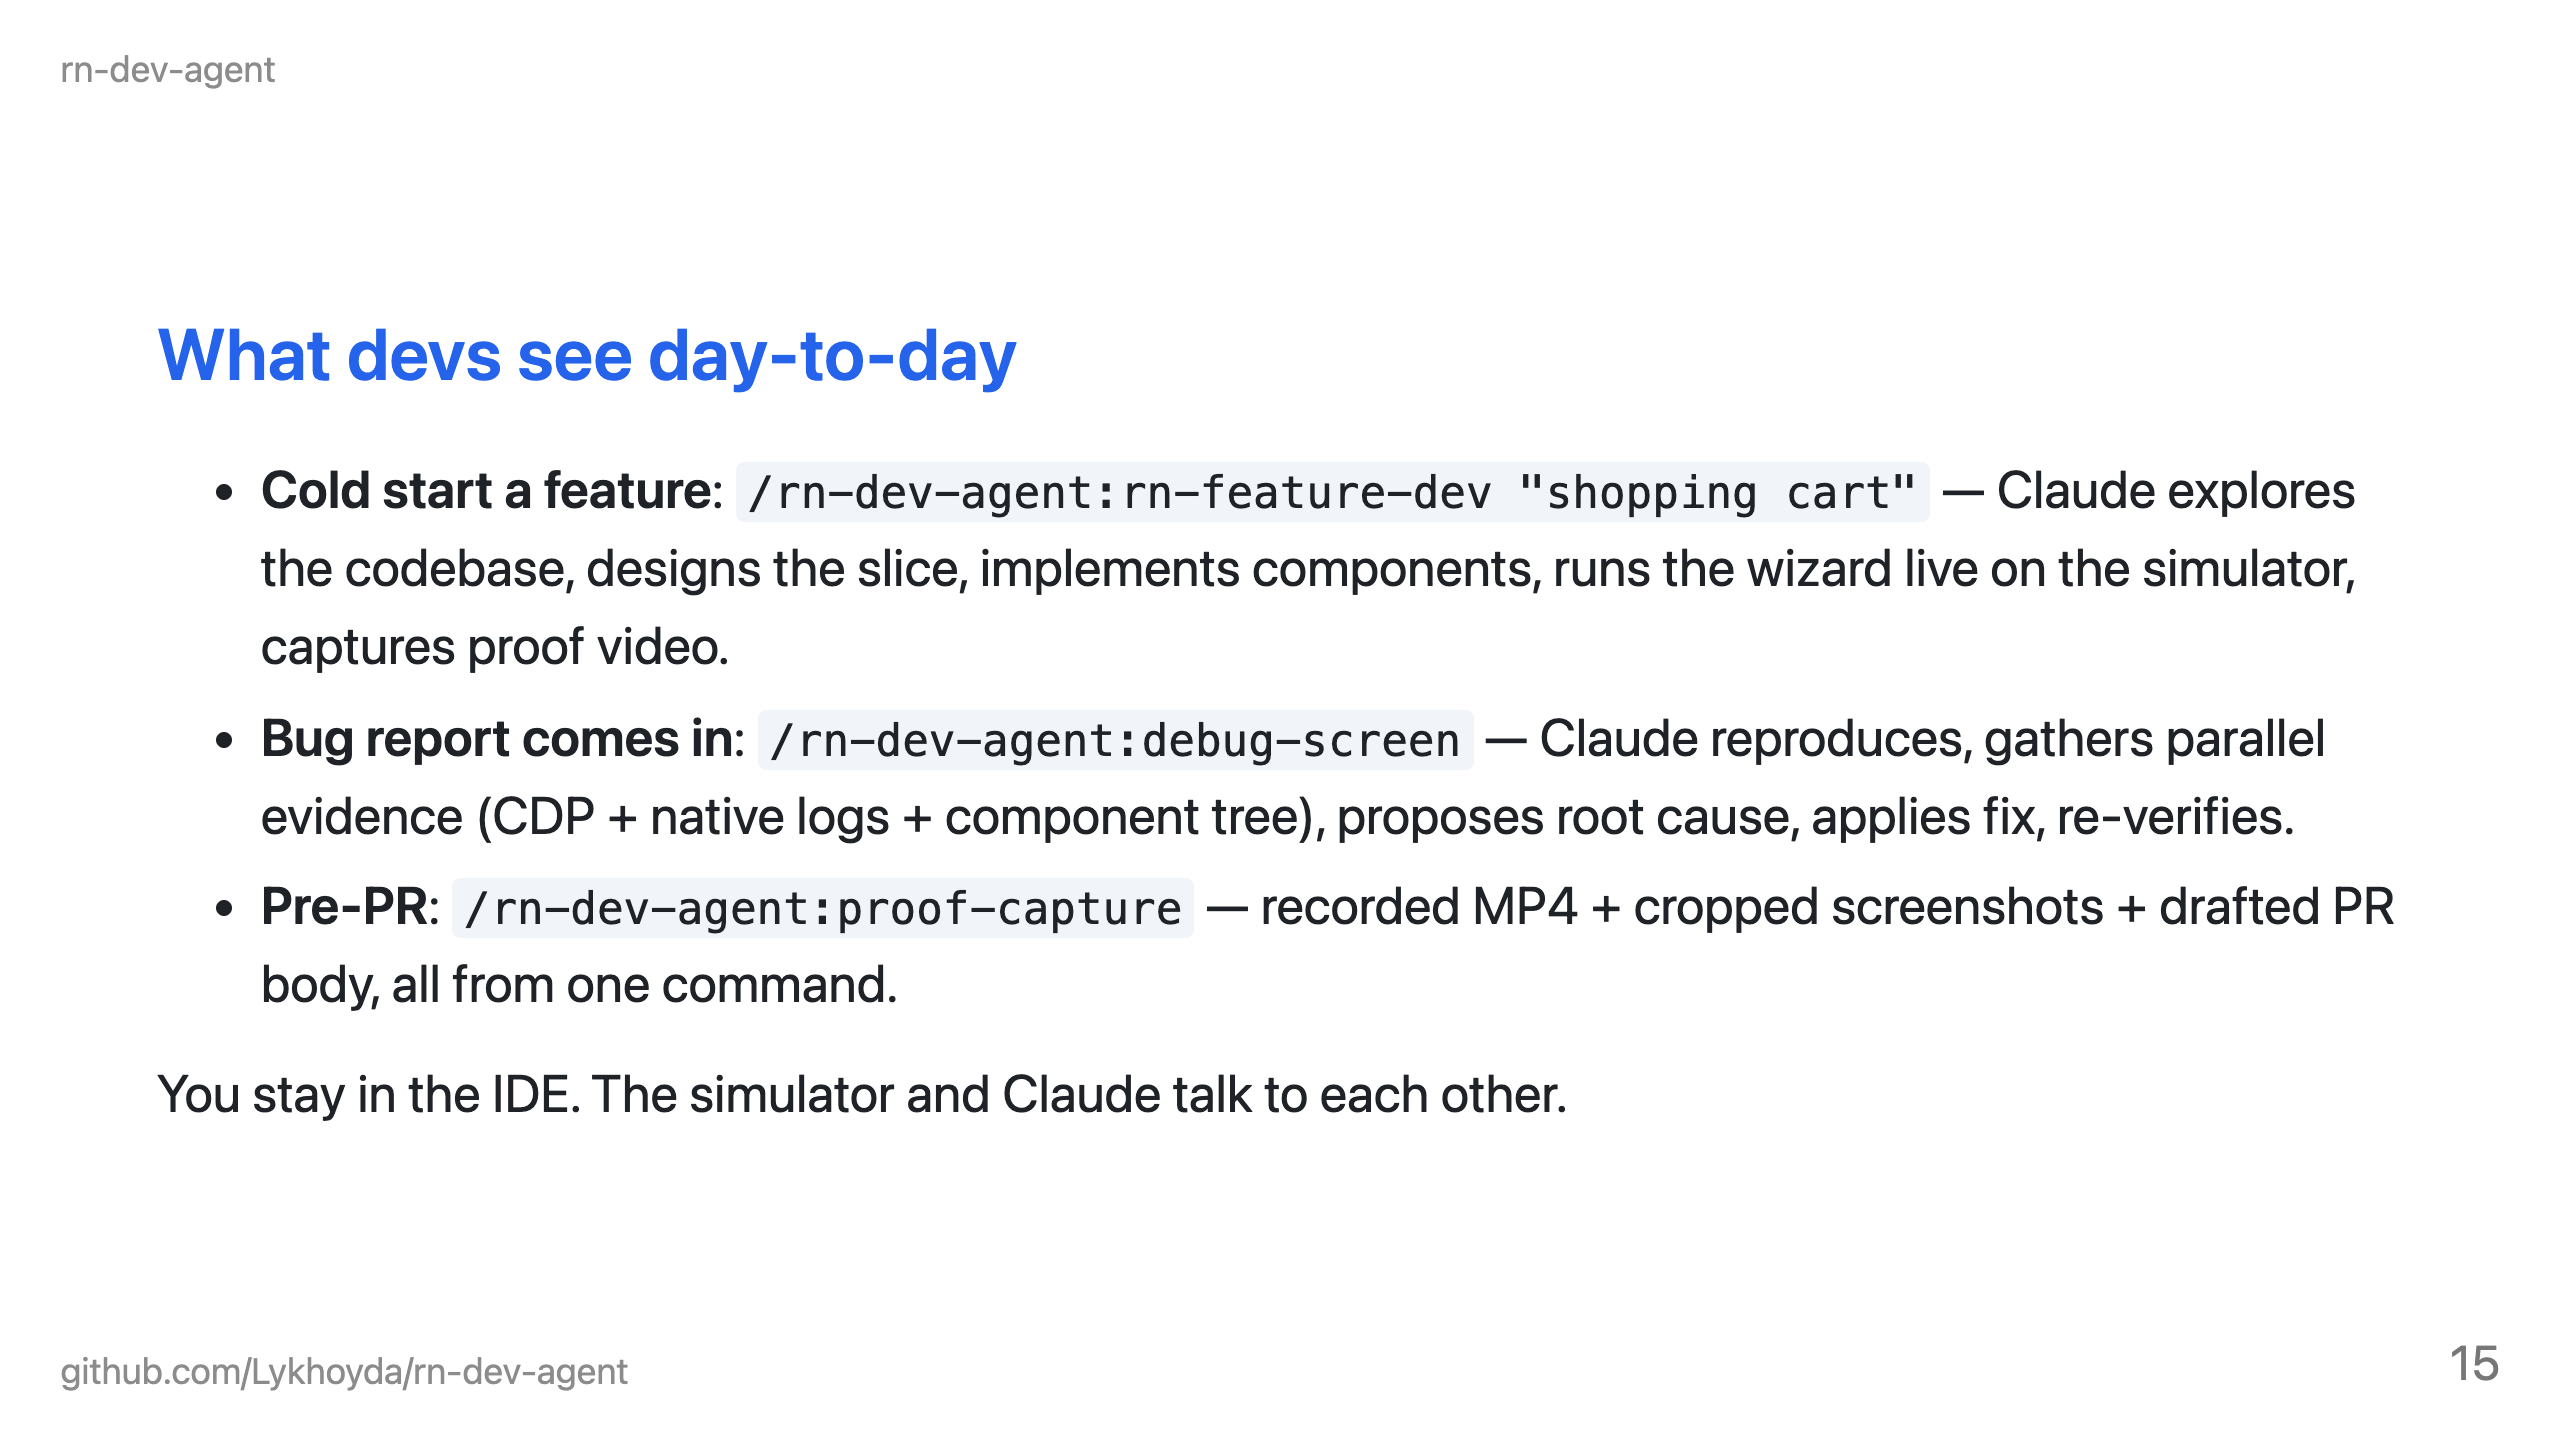 rn-dev-agent
What devs see day-to-day
• Cold start a feature: /rn-dev-agent:rn-feature-dev "shopping cart" — Claude explores
the codebase, designs the slice, implements components, runs the wizard live on the simulator,
captures proof video.
• Bug report comes in: /rn-dev-agent:debug-screen — Claude reproduces, gathers parallel
evidence (CDP + native logs + component tree), proposes root cause, applies fix, re-verifies.
• Pre-PR: /rn-dev-agent:proof-capture — recorded MP4 + cropped screenshots + drafted PR
body, all from one command.
You stay in the IDE. The simulator and Claude talk to each other.
github.com/Lykhoyda/rn-dev-agent
15